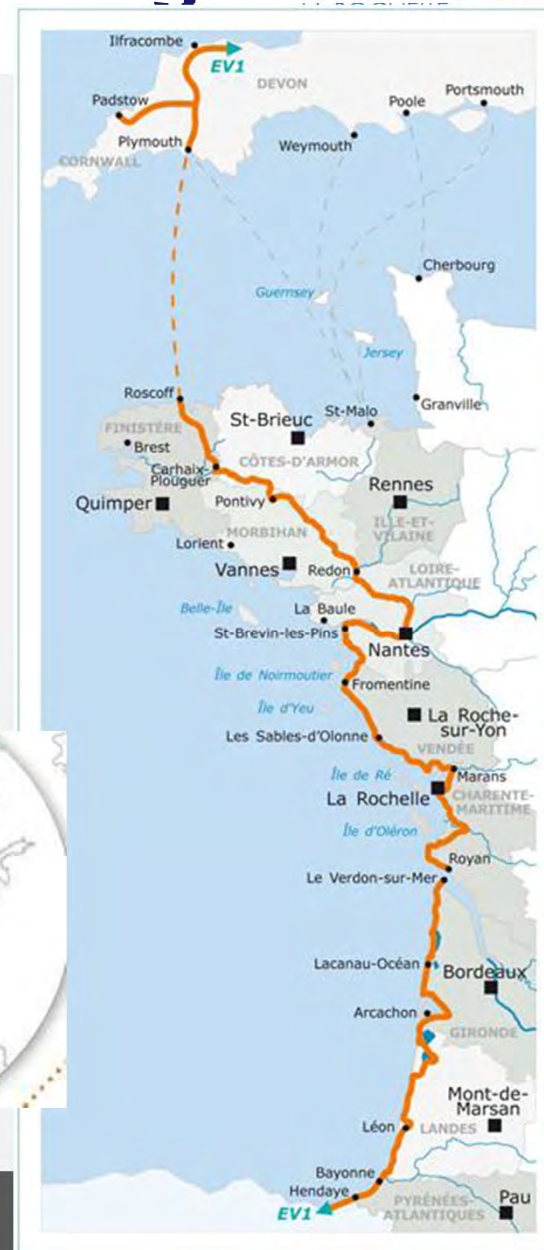 Ilfracombe
EV1
DEVON
Padstow
Portsmouth
Poole
Plymouth
Weymouth
CORNWALL
Cherbourg
Guernsey
Jersey
Roscoff
St-Malo
Granville
St-Brieuc
FINISTÈRE
Brest
CÔTES-D'ARMOR
Carhaix-
Plouguer
Rennes
Quimper
Pontivy
ILLE-ET-
VILAINE
MORBIHAN
Lorient
Vannes
Redon
LOIRE-
ATLANTIQUE
Belle-Île
La Baule
St-Brevin-les-Pins
Nantes
Île de Noirmoutier
Fromentine
Île d'Yeu
La Roche-
sur-Yon
Les Sables-d'Olonne
VENDÉE
Île de Ré
Marans
La Rochelle
CHARENTE-
MARITIME
Île d'Oléron
Royan
Le Verdon-sur-Mer
Lacanau-Océan
Bordeaux
Arcachon
GIRONDE
Mont-de-
Marsan
Léon
LANDES
Bayonne
Hendaye
PYRÉNÉES-
ATLANTIQUES
Pau
EV1